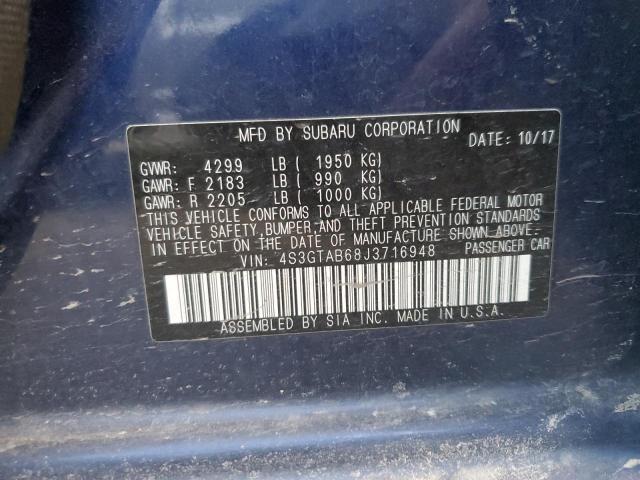 MFD BY SUBARU CORPORATION
DATE: 10/17
GVWR: 4299 LB ( 1950 KG)
GAWR: F 2183 LB ( 990 KG)
GAWR: R 2205 LB ( 1000 KG)
THIS VEHICLE CONFORMS TO ALL APPLICABLE FEDERAL MOTOR
VEHICLE SAFETY, BUMPER, AND THEFT PREVENTION STANDARDS
IN EFFECT ON THE DATE OF MANUFACTURE SHOWN ABOVE.
VIN: 4S3GTAB68J3716948 PASSENGER CAR
ASSEMBLED BY SIA INC. MADE IN U.S.A.